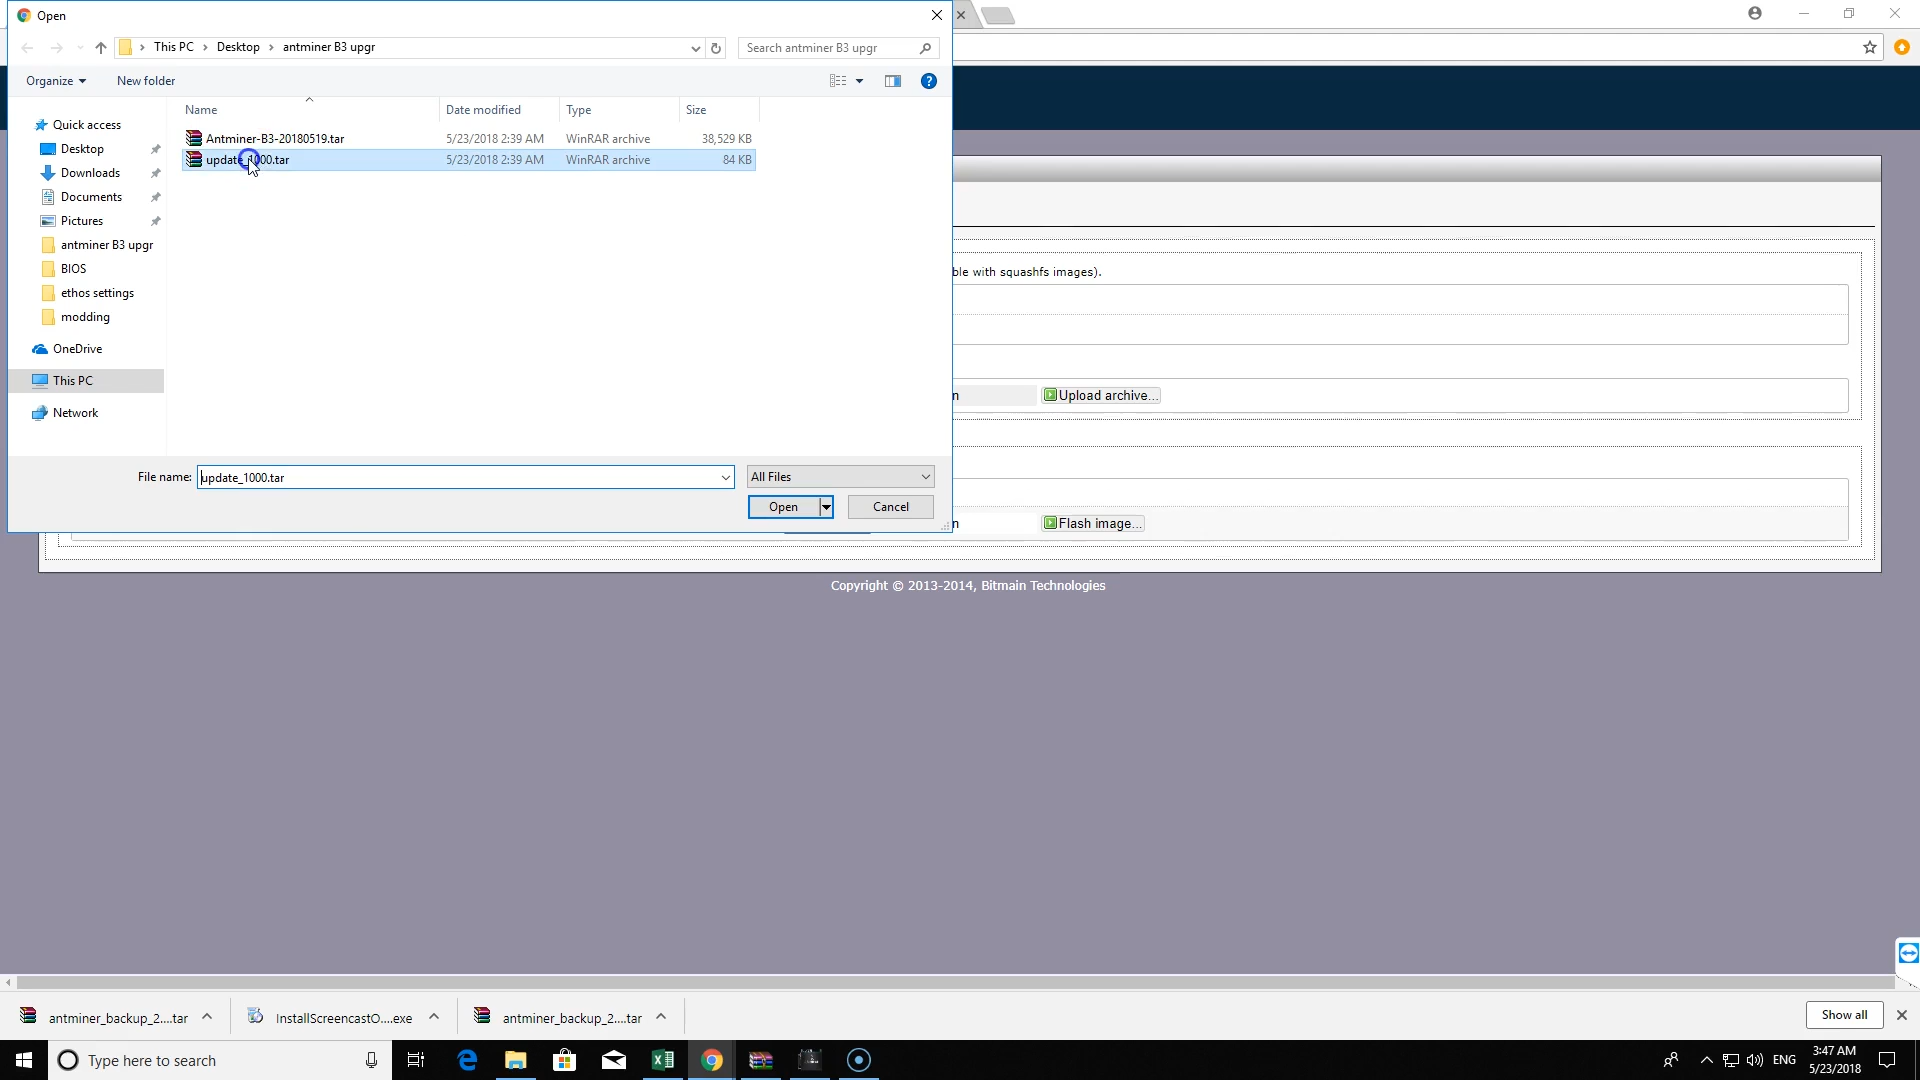 Open
This PC > Desktop > antminer B3 upgr
Search antminer B3 upgr
Organize
New folder
Name
Date modified
Type
Size
Quick access
Desktop
Downloads
Documents
Pictures
antminer B3 upgr
BIOS
ethos settings
modding
OneDrive
This PC
Network
Antminer-B3-20180519.tar 5/23/2018 2:39 AM WinRAR archive 38,529 KB
update_1000.tar 5/23/2018 2:39 AM WinRAR archive 84 KB
File name: update_1000.tar
All Files
Open
Cancel
ble with squashfs images).
n
Upload archive...
n
Flash image...
Copyright © 2013-2014, Bitmain Technologies
antminer_backup_2....tar
InstallScreencastO....exe
antminer_backup_2....tar
Show all
Type here to search
ENG
3:47 AM
5/23/2018